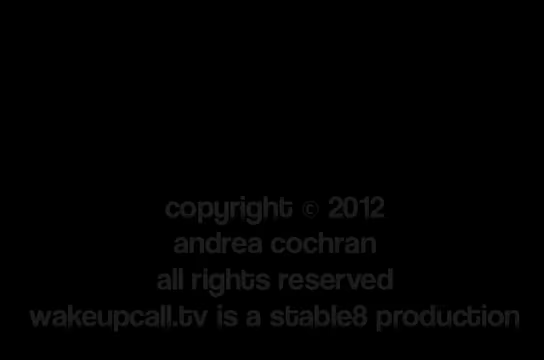 copyright © 2012
andrea cochran
all rights reserved
wakeupcall.tv is a stable8 production